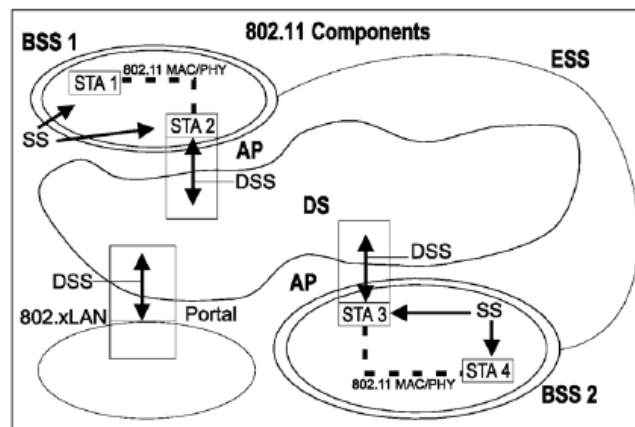 802.11 Components
BSS 1
ESS
802.11 MAC/PHY
STA 1
STA 2
SS
AP
DSS
DS
DSS
DSS
AP
802.xLAN
Portal
SS
STA 3
802.11 MAC/PHY
STA 4
BSS 2